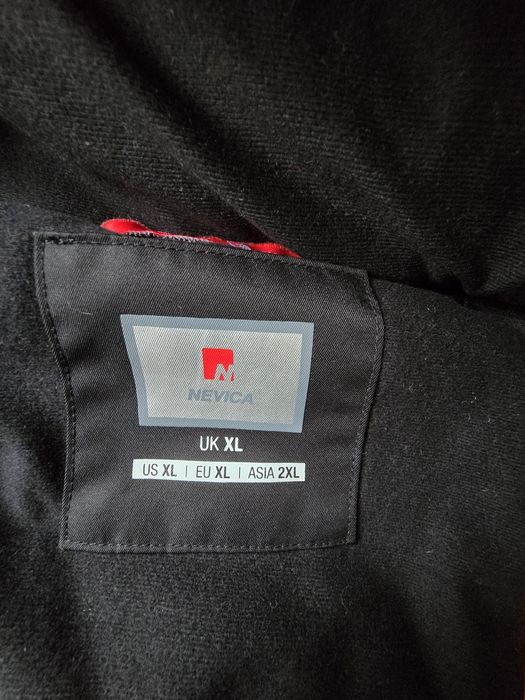 M
NEVICA
UK XL
US XL | EU XL | ASIA 2XL